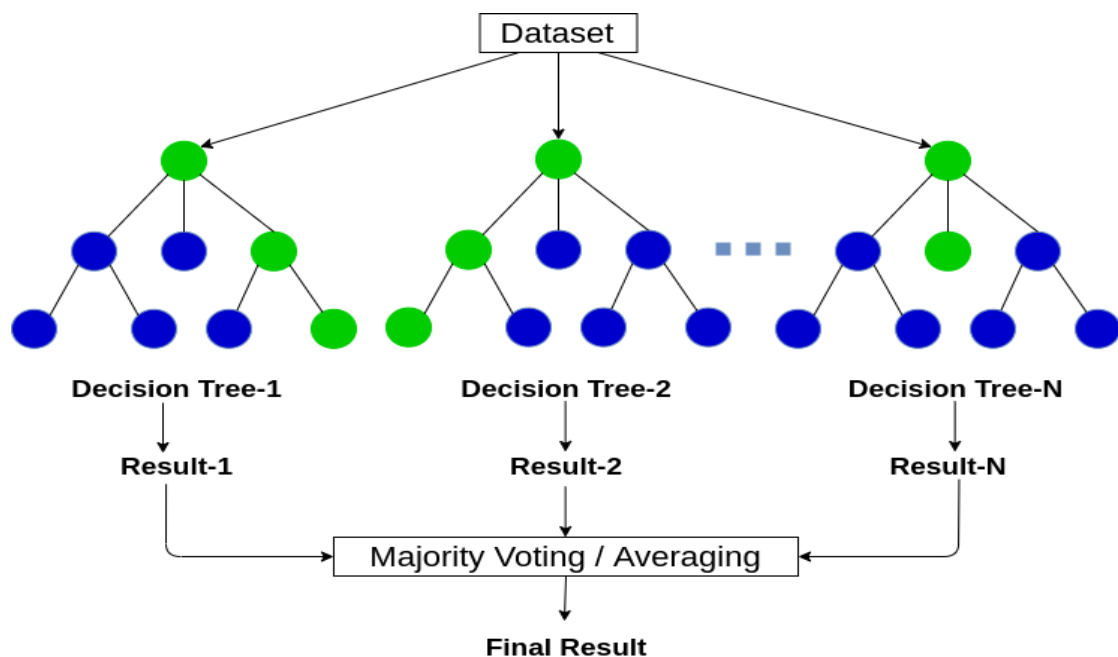 Dataset
Decision Tree-1
Decision Tree-2
Decision Tree-N
Result-1
Result-2
Result-N
Majority Voting / Averaging
Final Result